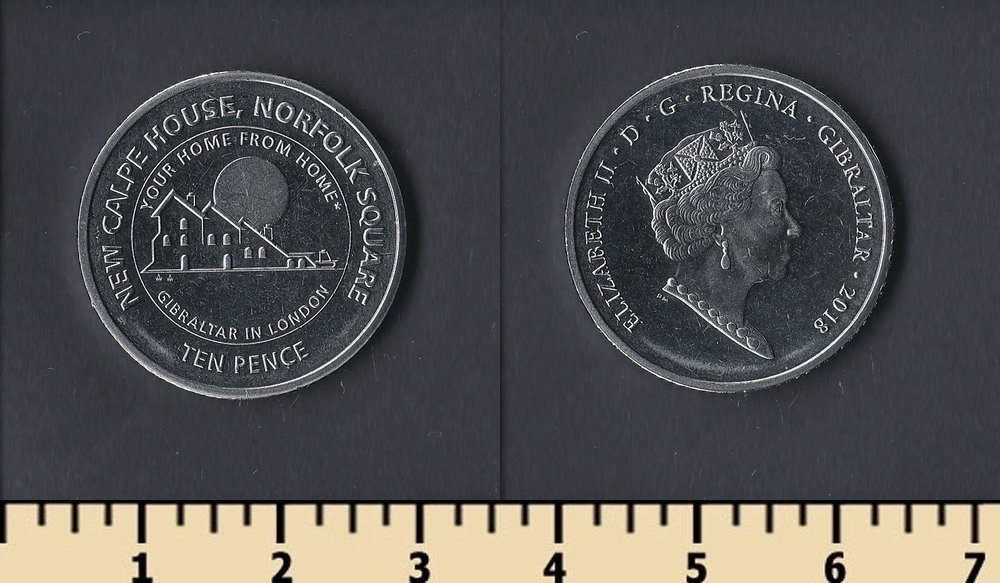 NEW CALPE HOUSE, NORFOLK SQUARE
YOUR HOME FROM HOME*
GIBRALTAR IN LONDON
TEN PENCE
ELIZABETH II · D · G · REGINA · GIBRALTAR · 2018
1 2 3 4 5 6 7